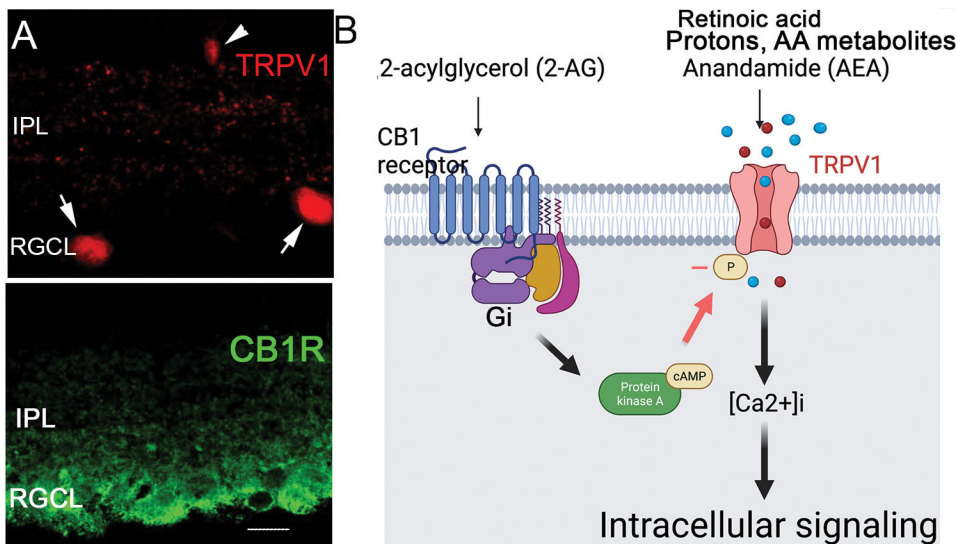 A
TRPV1
IPL
RGCL
CB1R
IPL
RGCL
B
Retinoic acid
Protons, AA metabolites
Anandamide (AEA)
,2-acylglycerol (2-AG)
CB1
receptor
TRPV1
P
–
Gi
cAMP
Protein
kinase A
[Ca2+]i
Intracellular signaling